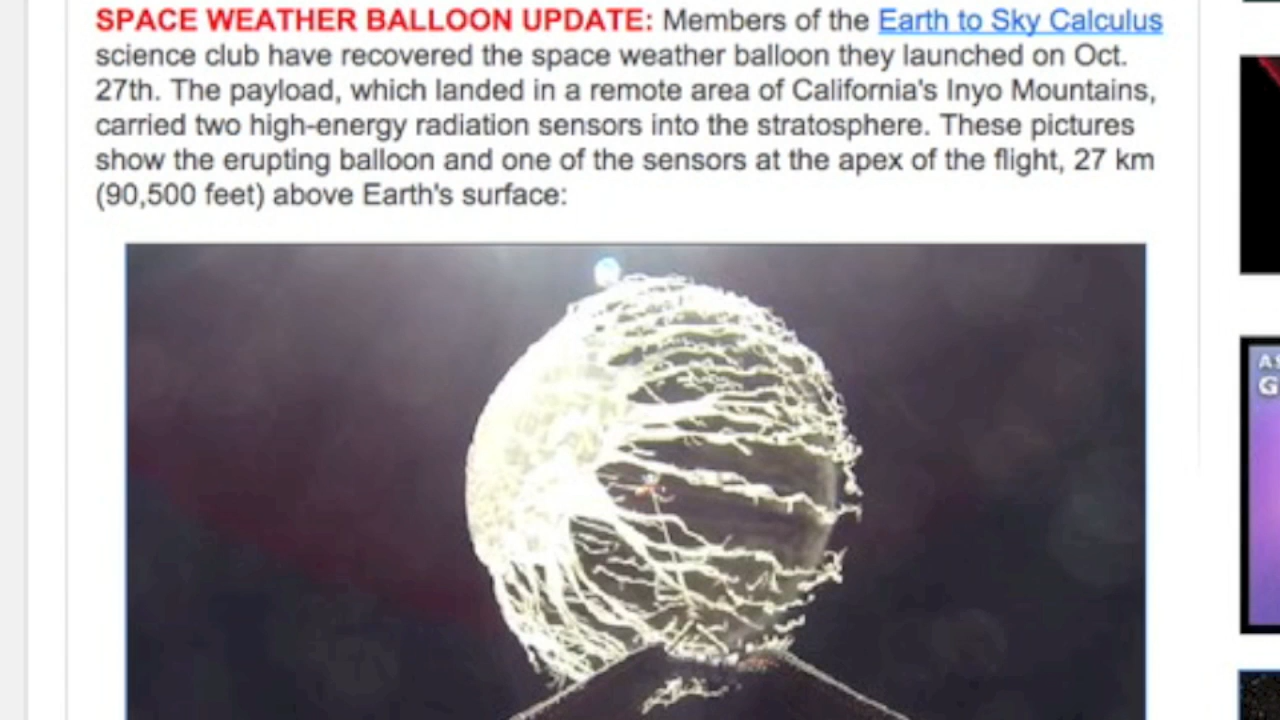 SPACE WEATHER BALLOON UPDATE: Members of the Earth to Sky Calculus
science club have recovered the space weather balloon they launched on Oct.
27th. The payload, which landed in a remote area of California's Inyo Mountains,
carried two high-energy radiation sensors into the stratosphere. These pictures
show the erupting balloon and one of the sensors at the apex of the flight, 27 km
(90,500 feet) above Earth's surface: